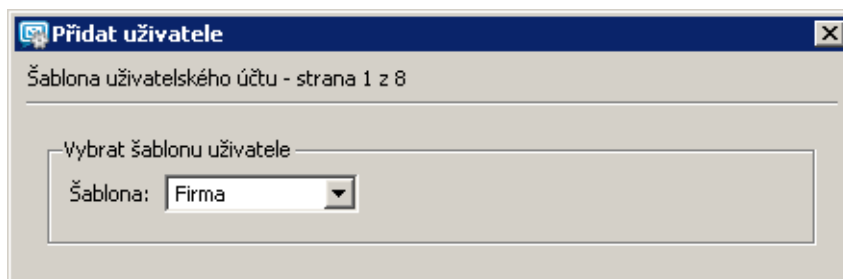 Přidat uživatele
Šablona uživatelského účtu - strana 1 z 8
Vybrat šablonu uživatele
Šablona: Firma